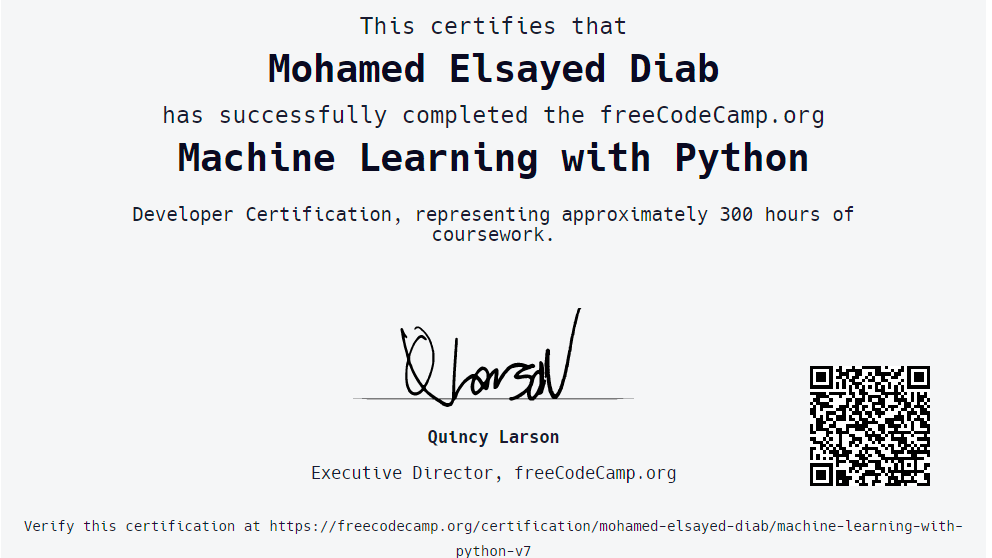 This certifies that
Mohamed Elsayed Diab
has successfully completed the freeCodeCamp.org
Machine Learning with Python
Developer Certification, representing approximately 300 hours of
coursework.
Q Larson
Quincy Larson
Executive Director, freeCodeCamp.org
Verify this certification at https://freecodecamp.org/certification/mohamed-elsayed-diab/machine-learning-with-
python-v7